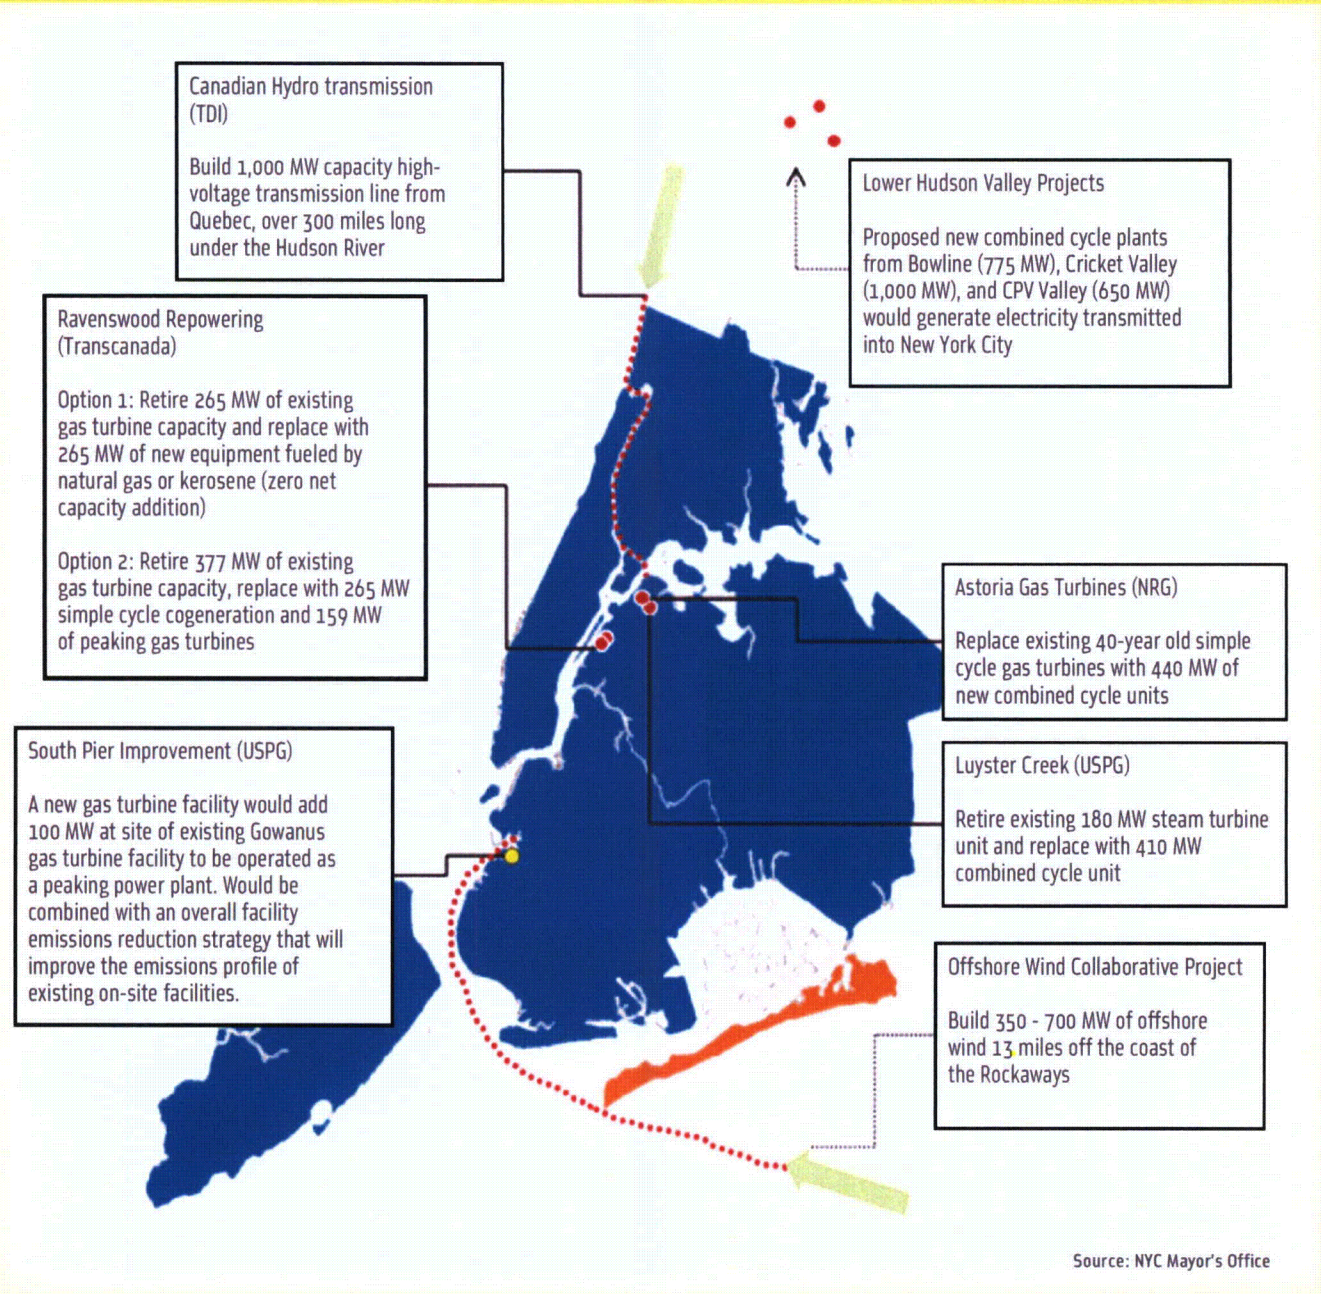 Canadian Hydro transmission
(TDI)
Build 1,000 MW capacity high-
voltage transmission line from
Quebec, over 300 miles long
under the Hudson River
Lower Hudson Valley Projects
Proposed new combined cycle plants
from Bowline (775 MW), Cricket Valley
(1,000 MW), and CPV Valley (650 MW)
would generate electricity transmitted
into New York City
Ravenswood Repowering
(Transcanada)
Option 1: Retire 265 MW of existing
gas turbine capacity and replace with
265 MW of new equipment fueled by
natural gas or kerosene (zero net
capacity addition)
Option 2: Retire 377 MW of existing
gas turbine capacity, replace with 265 MW
simple cycle cogeneration and 159 MW
of peaking gas turbines
Astoria Gas Turbines (NRG)
Replace existing 40-year old simple
cycle gas turbines with 440 MW of
new combined cycle units
South Pier Improvement (USPG)
A new gas turbine facility would add
100 MW at site of existing Gowanus
gas turbine facility to be operated as
a peaking power plant. Would be
combined with an overall facility
emissions reduction strategy that will
improve the emissions profile of
existing on-site facilities.
Luyster Creek (USPG)
Retire existing 180 MW steam turbine
unit and replace with 410 MW
combined cycle unit
Offshore Wind Collaborative Project
Build 350 - 700 MW of offshore
wind 13 miles off the coast of
the Rockaways
Source: NYC Mayor's Office